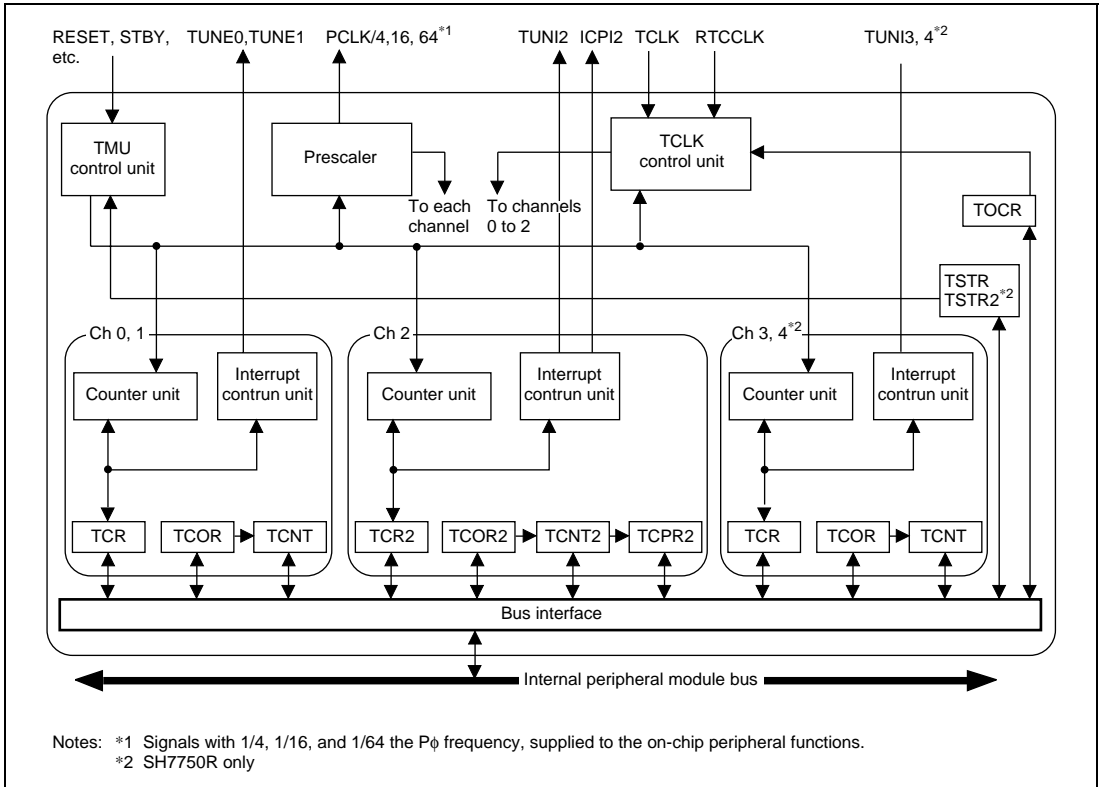 RESET, STBY,
etc.
TUNE0,TUNE1
PCLK/4,16, 64*1
TUNI2 ICPI2
TCLK
RTCCLK
TUNI3, 4*2
TMU
control unit
Prescaler
TCLK
control unit
To each
channel
To channels
0 to 2
TOCR
TSTR
TSTR2*2
Ch 0, 1
Counter unit
Interrupt
contrun unit
TCR
TCOR
TCNT
Ch 2
Counter unit
Interrupt
contrun unit
TCR2
TCOR2
TCNT2
TCPR2
Ch 3, 4*2
Counter unit
Interrupt
contrun unit
TCR
TCOR
TCNT
Bus interface
Internal peripheral module bus
Notes: *1 Signals with 1/4, 1/16, and 1/64 the Pϕ frequency, supplied to the on-chip peripheral functions.
*2 SH7750R only